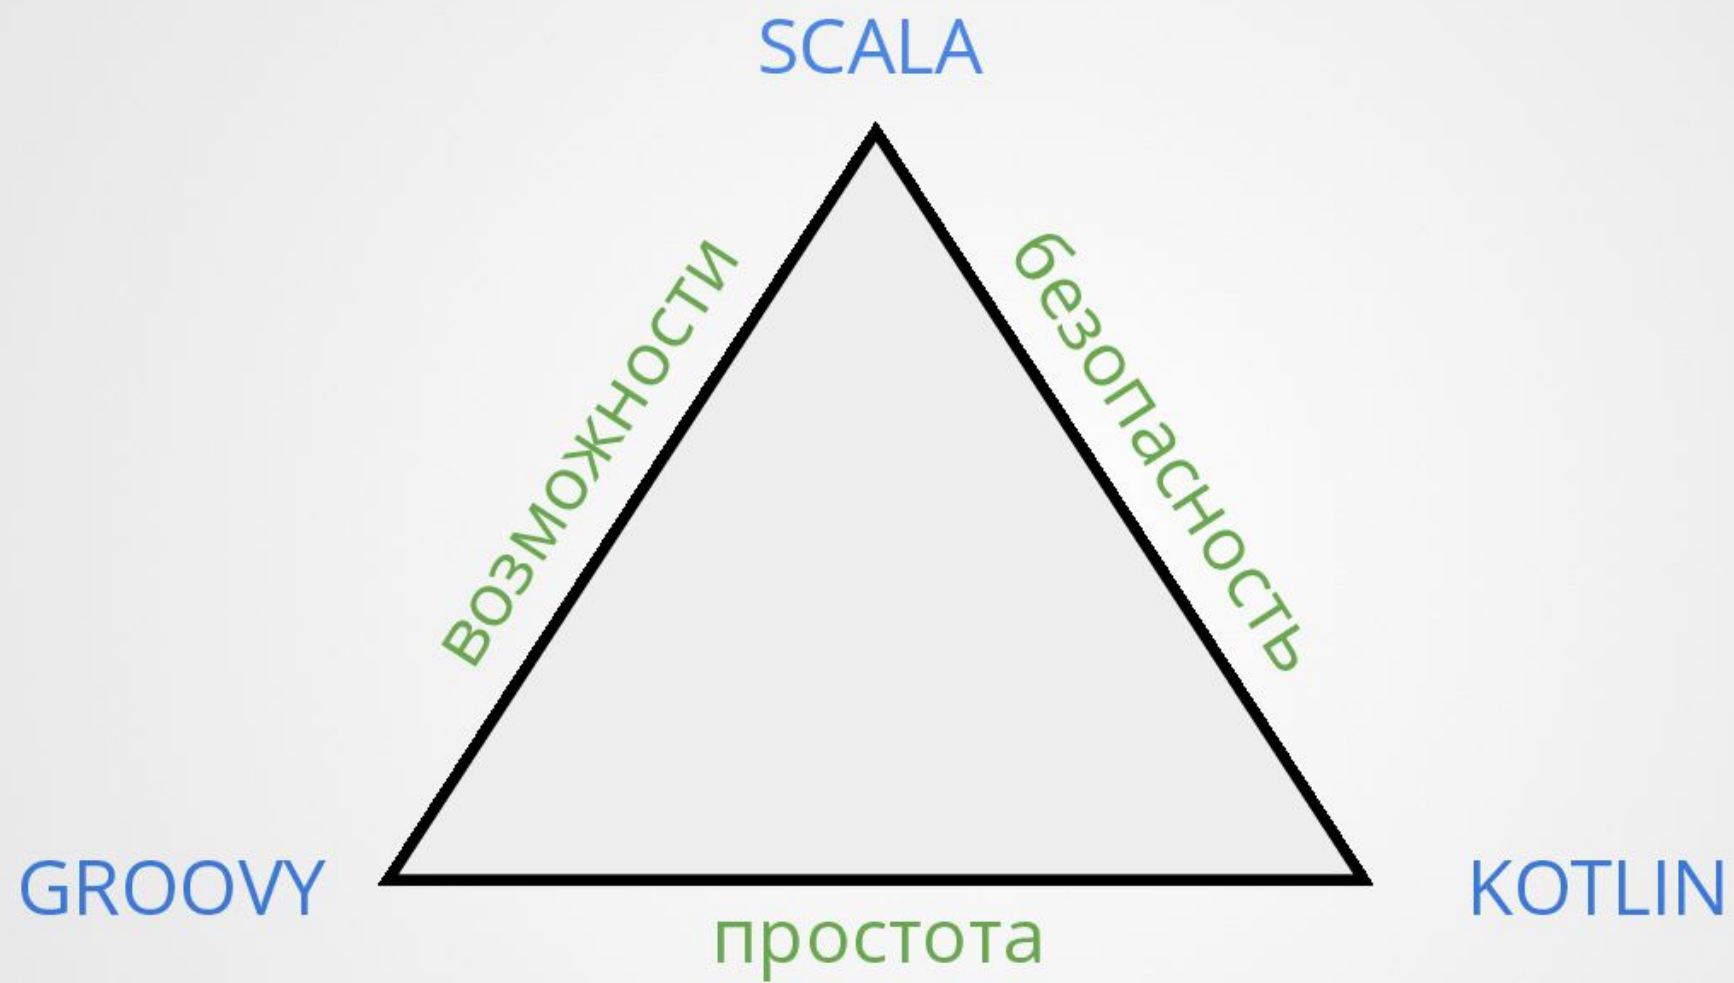 SCALA
возможности
безопасность
GROOVY
KOTLIN
простота